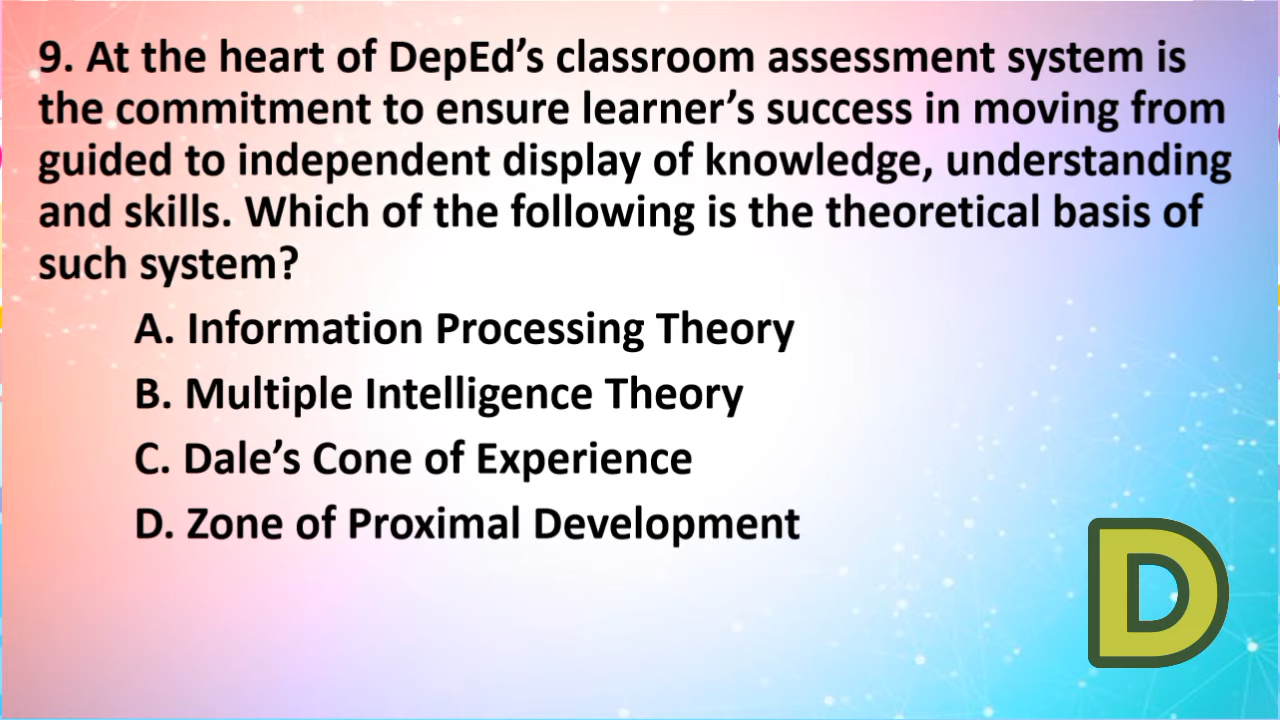 9. At the heart of DepEd’s classroom assessment system is
the commitment to ensure learner’s success in moving from
guided to independent display of knowledge, understanding
and skills. Which of the following is the theoretical basis of
such system?
A. Information Processing Theory
B. Multiple Intelligence Theory
C. Dale’s Cone of Experience
D. Zone of Proximal Development
D